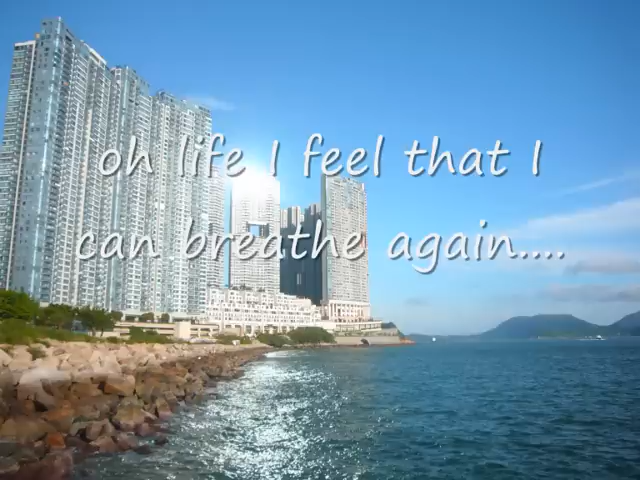 oh life I feel that I
can breathe again....